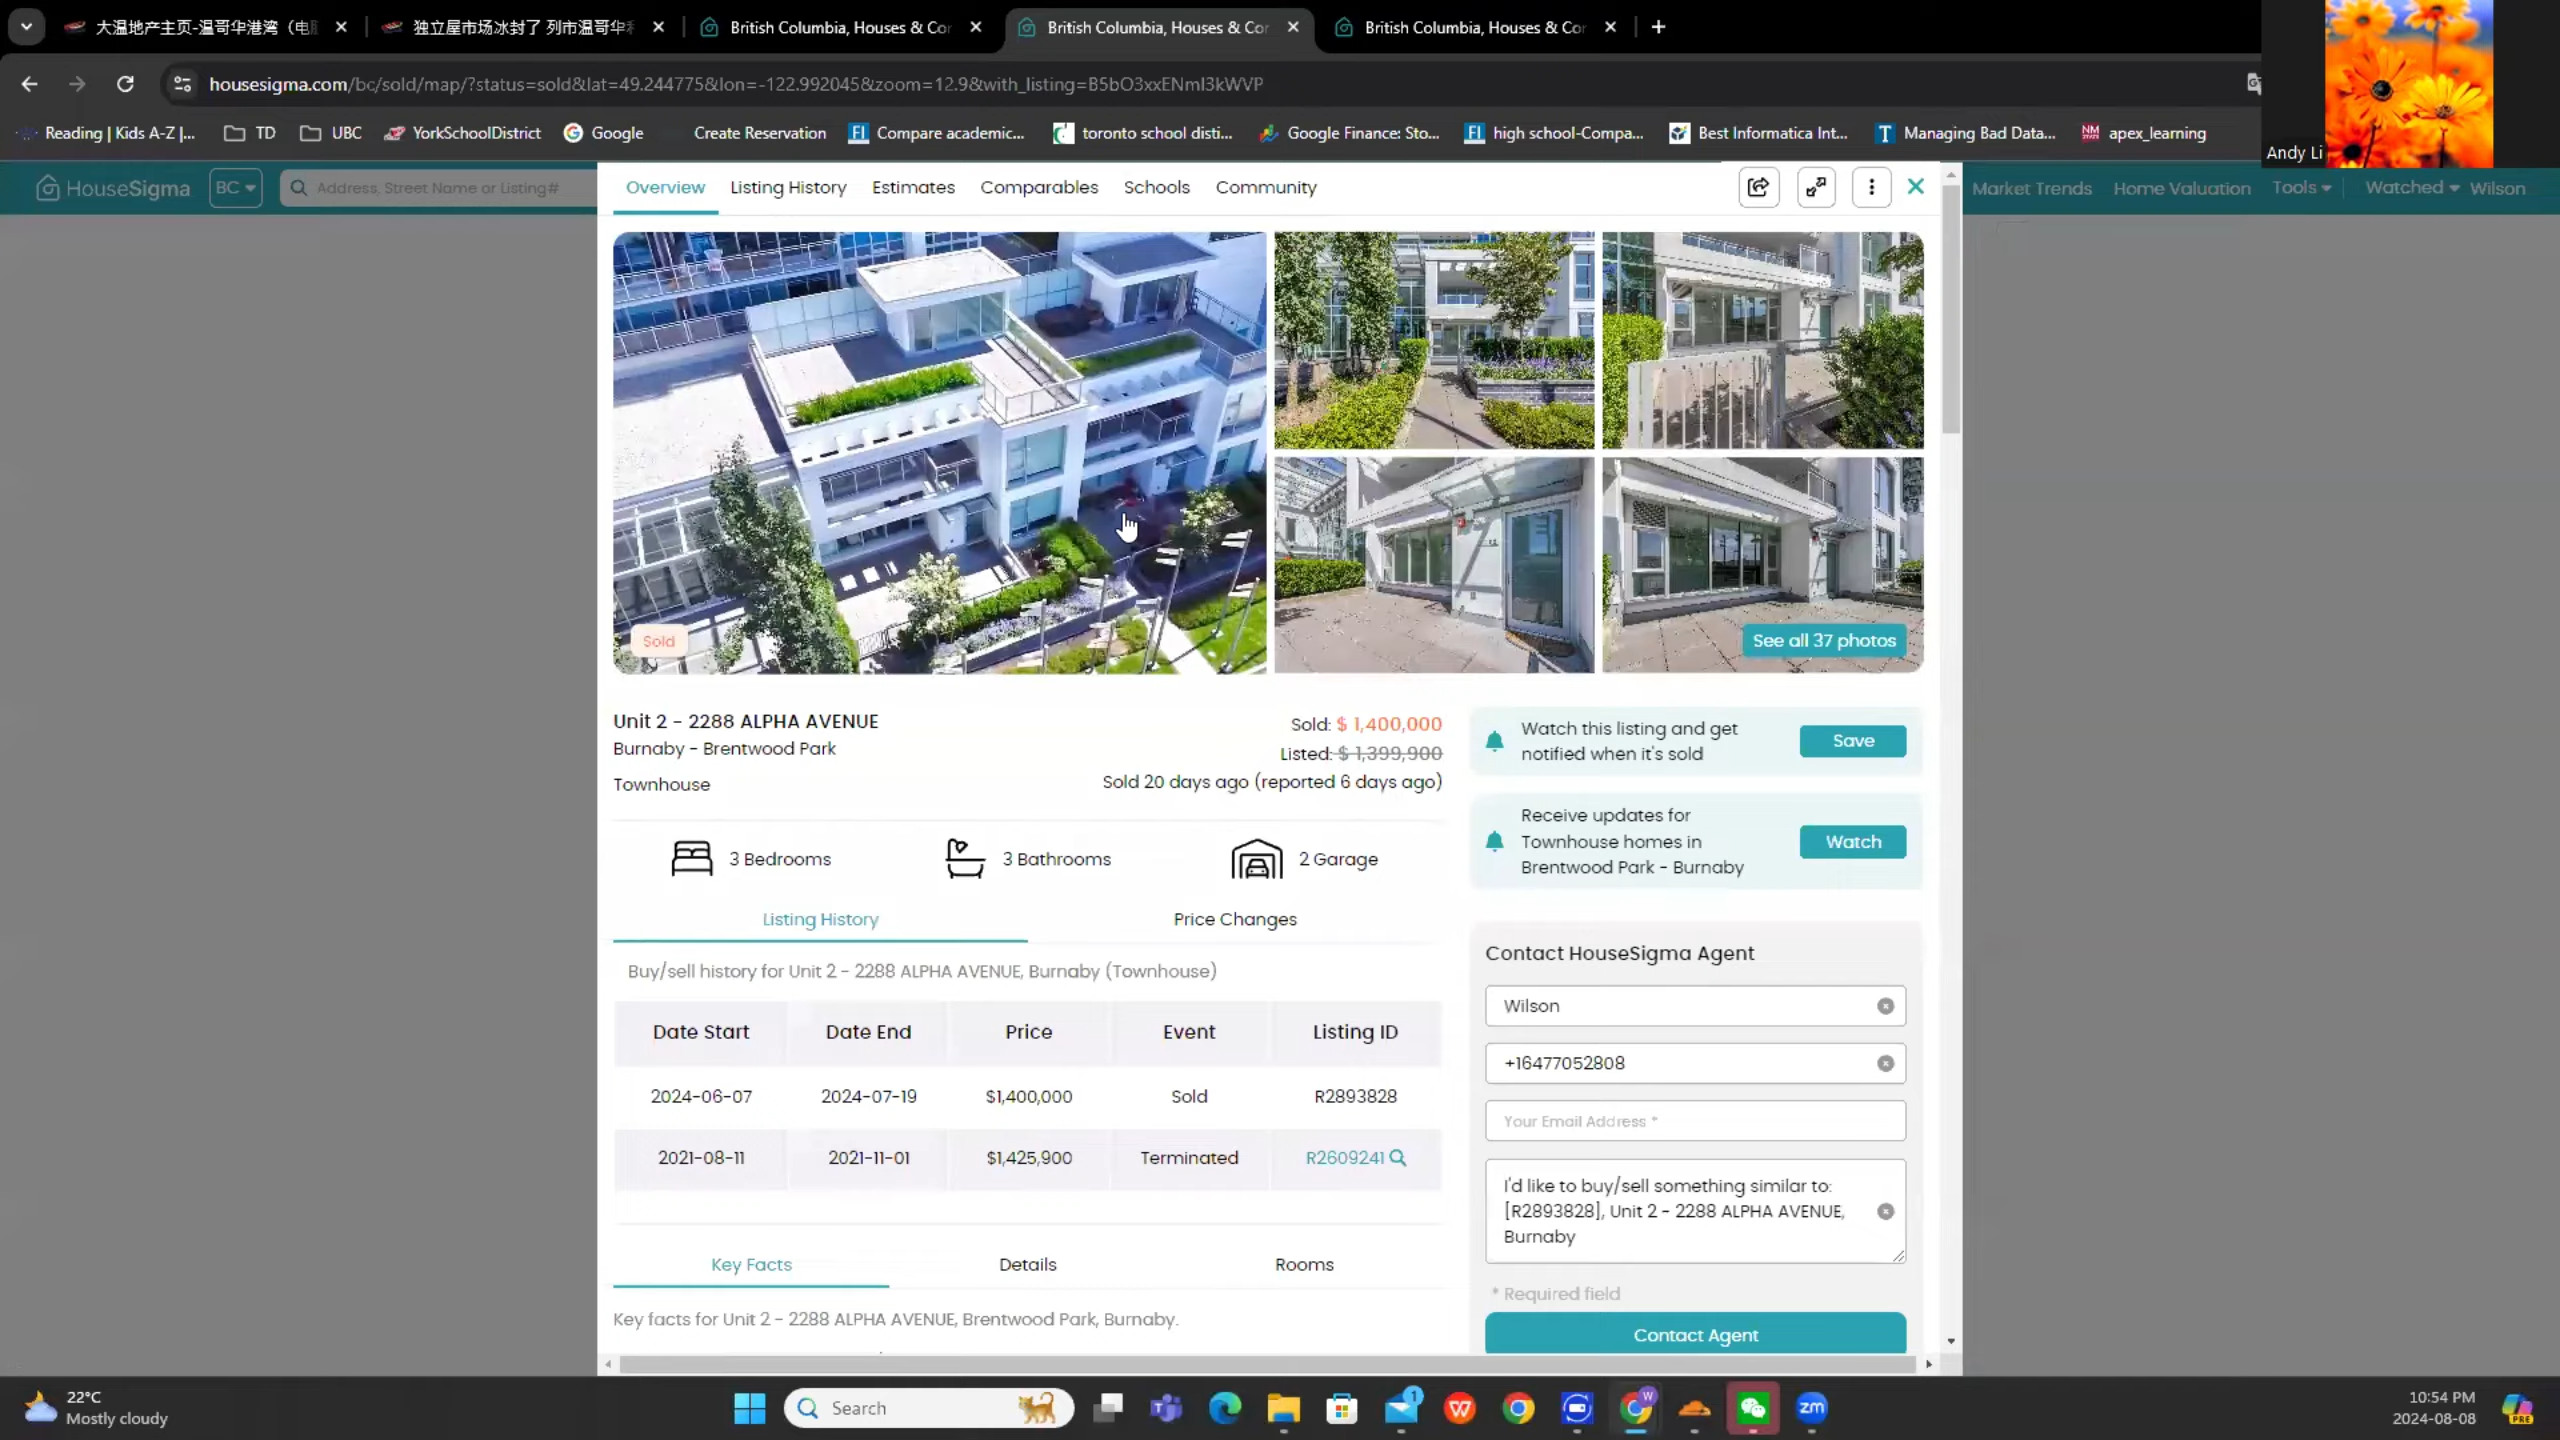 大温地产主页-温哥华港湾（电
独立屋市场冰封了 列市温哥华
British Columbia, Houses & Cor
British Columbia, Houses & Cor
British Columbia, Houses & Cor
housesigma.com/bc/sold/map/?status=sold&lat=49.244775&lon=-122.992045&zoom=12.9&with_listing=B5bO3xxENml3kWVP
Reading | Kids A-Z |...
TD
UBC
YorkSchoolDistrict
Google
Create Reservation
Compare academic...
toronto school disti...
Google Finance: Sto...
high school-Compa...
Best Informatica Int...
Managing Bad Data...
apex_learning
Andy Li
HouseSigma
BC
Address, Street Name or Listing#
Overview
Listing History
Estimates
Comparables
Schools
Community
Market Trends
Home Valuation
Tools
Watched
Wilson
Sold
See all 37 photos
Unit 2 - 2288 ALPHA AVENUE
Burnaby - Brentwood Park
Townhouse
Sold: $ 1,400,000
Listed: $ 1,399,900
Sold 20 days ago (reported 6 days ago)
Watch this listing and get
notified when it's sold
Save
Receive updates for
Townhouse homes in
Brentwood Park - Burnaby
Watch
3 Bedrooms
3 Bathrooms
2 Garage
Listing History
Price Changes
Buy/sell history for Unit 2 - 2288 ALPHA AVENUE, Burnaby (Townhouse)
Date Start Date End Price Event Listing ID
2024-06-07 2024-07-19 $1,400,000 Sold R2893828
2021-08-11 2021-11-01 $1,425,900 Terminated R2609241
Key Facts
Details
Rooms
Key facts for Unit 2 - 2288 ALPHA AVENUE, Brentwood Park, Burnaby.
Contact HouseSigma Agent
Wilson
+16477052808
Your Email Address *
I'd like to buy/sell something similar to:
[R2893828], Unit 2 - 2288 ALPHA AVENUE,
Burnaby
* Required field
Contact Agent
22°C
Mostly cloudy
Search
1
W
zm
10:54 PM
2024-08-08
PRE